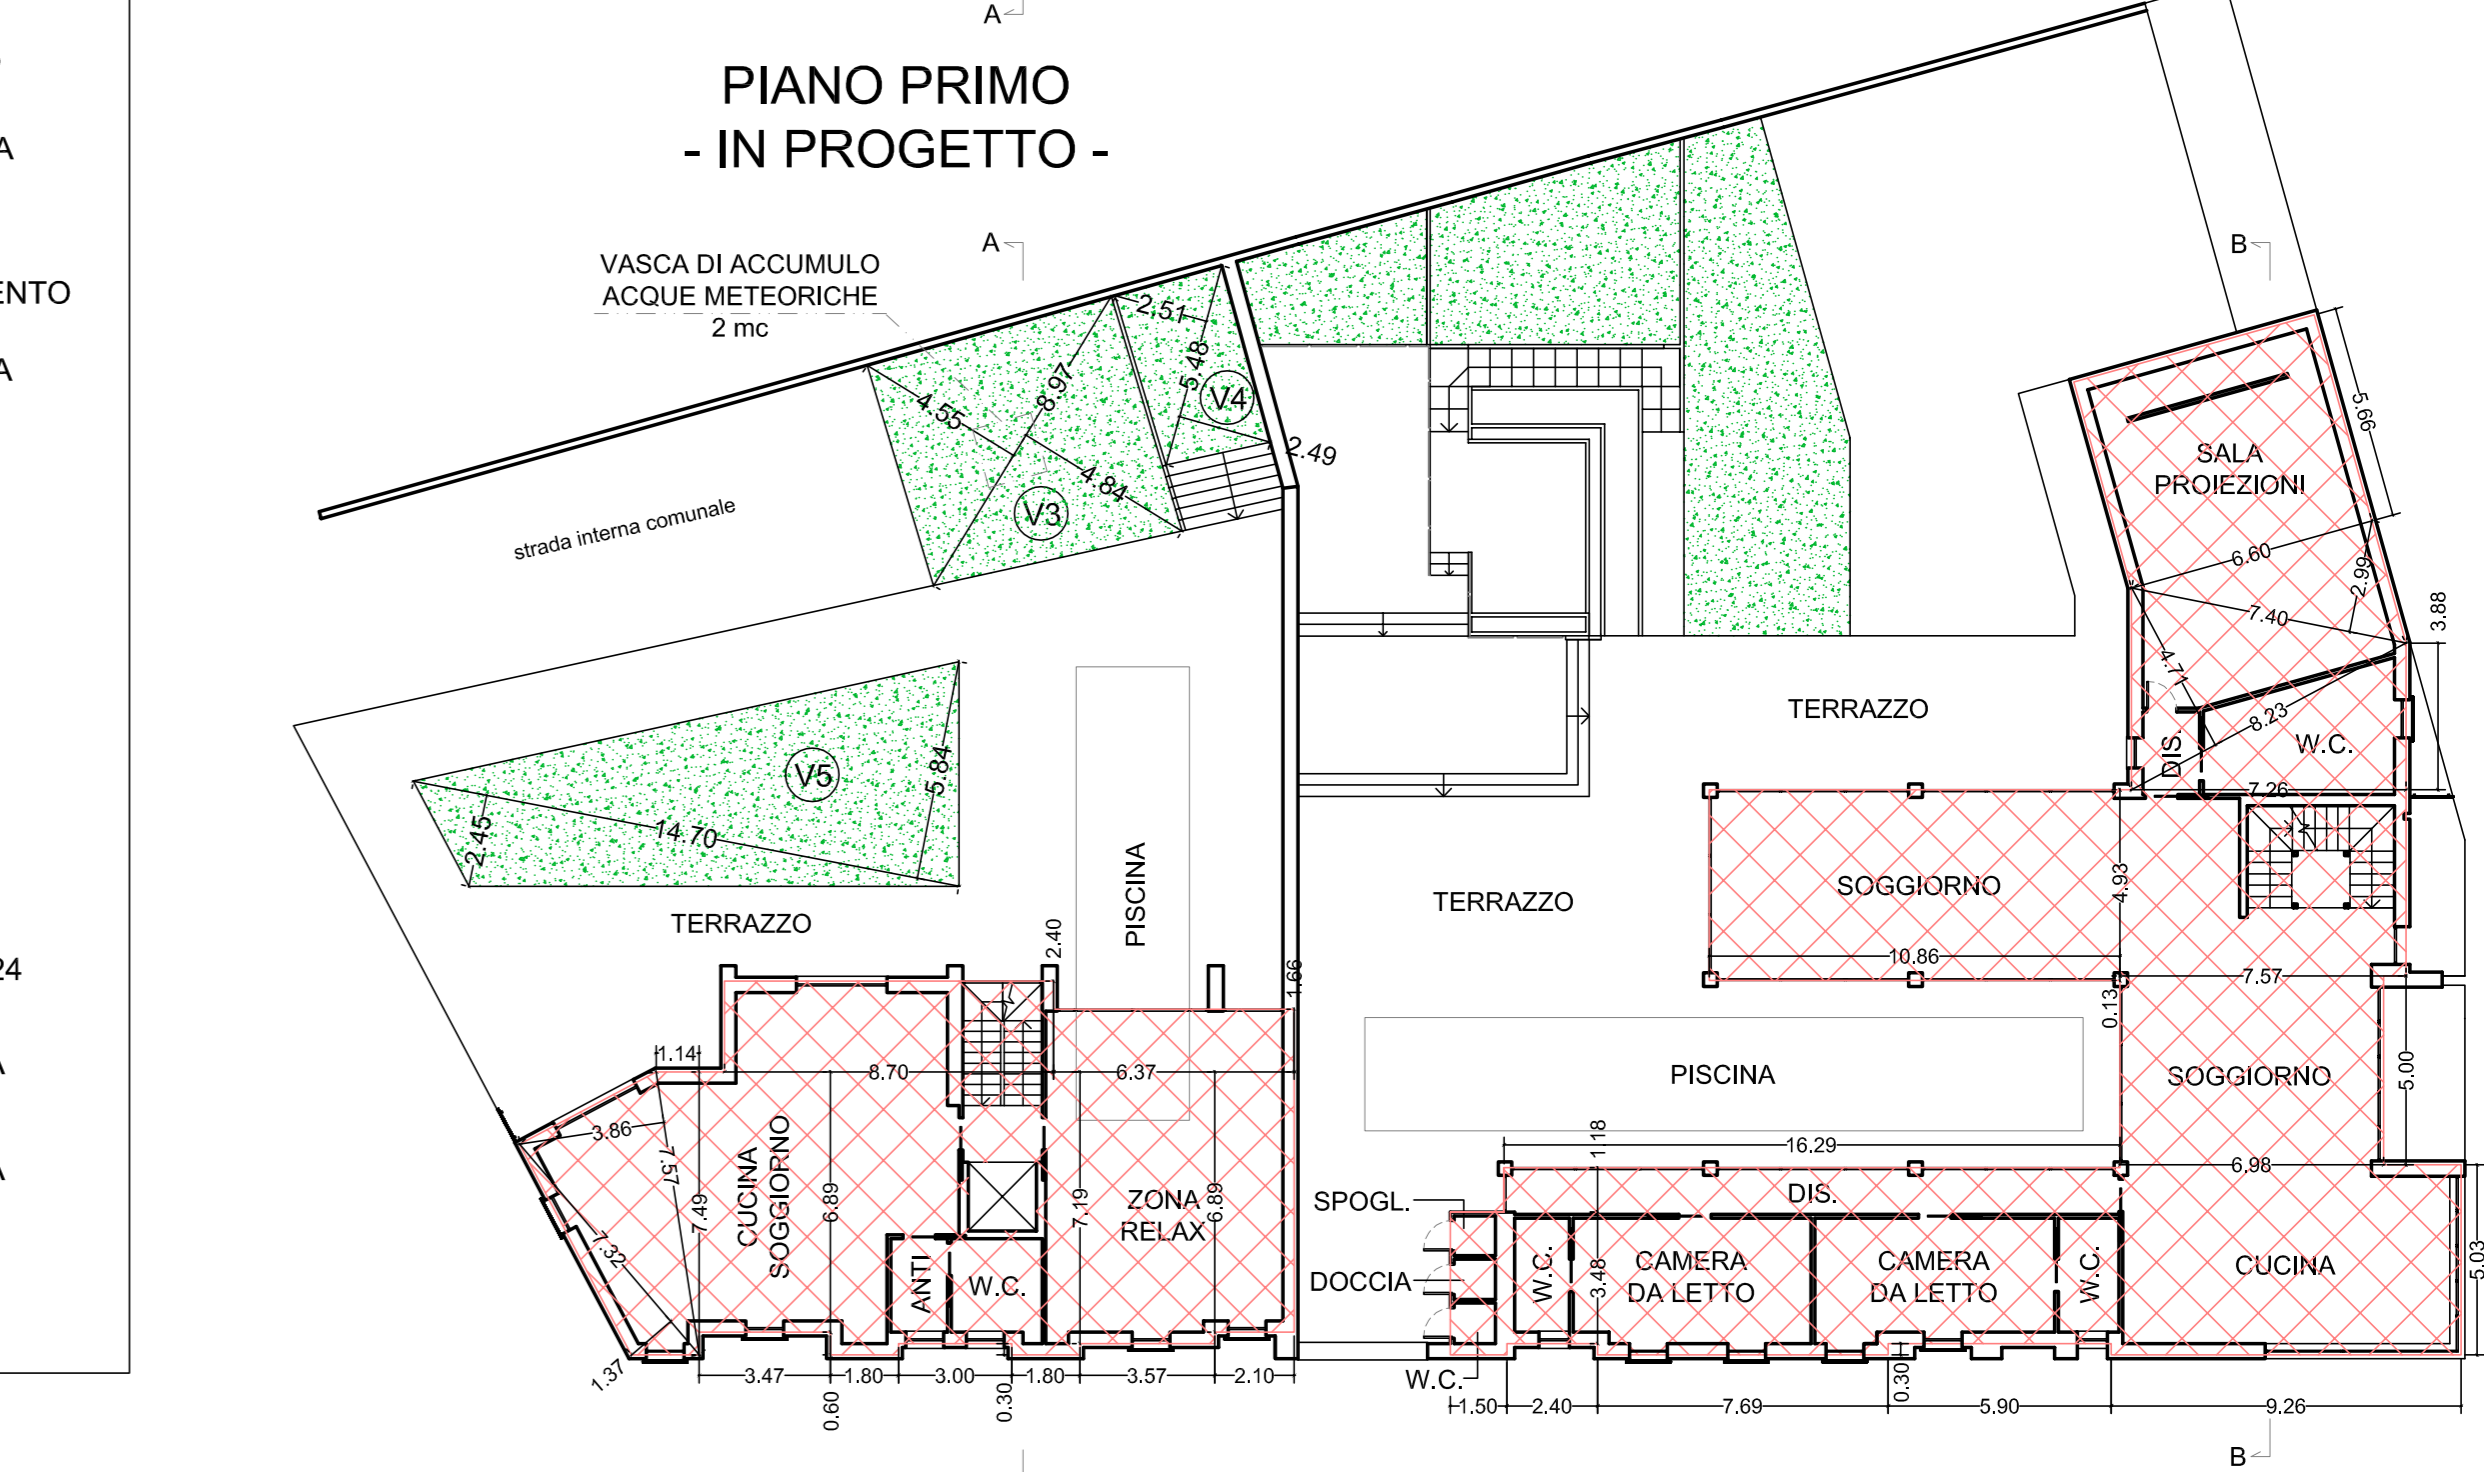 A
PIANO PRIMO
- IN PROGETTO -
A
ENTO
A
24
A
A
A
VASCA DI ACCUMULO
ACQUE METEORICHE
2 mc
A
B
2.51
5.48
V4
8.97
4.55
4.84
V3
2.49
strada interna comunale
5.66
SALA
PROIEZIONI
6.60
2.99
7.40
3.88
4.71
8.23
DIS.
W.C.
7.26
TERRAZZO
V5
5.84
14.70
2.45
PISCINA
TERRAZZO
TERRAZZO
SOGGIORNO
4.93
10.86
7.57
0.13
2.40
1.66
1.14
8.70
6.37
PISCINA
SOGGIORNO
5.00
3.86
7.57
7.49
CUCINA
SOGGIORNO
6.89
7.19
ZONA
RELAX
6.89
7.32
ANTI
W.C.
1.18
16.29
6.98
SPOGL.
DIS.
DOCCIA
W.C.
3.48
CAMERA
DA LETTO
CAMERA
DA LETTO
W.C.
CUCINA
5.03
W.C.
1.37
3.47
1.80
3.00
1.80
3.57
2.10
0.60
0.30
1.50
2.40
7.69
0.30
5.90
9.26
B